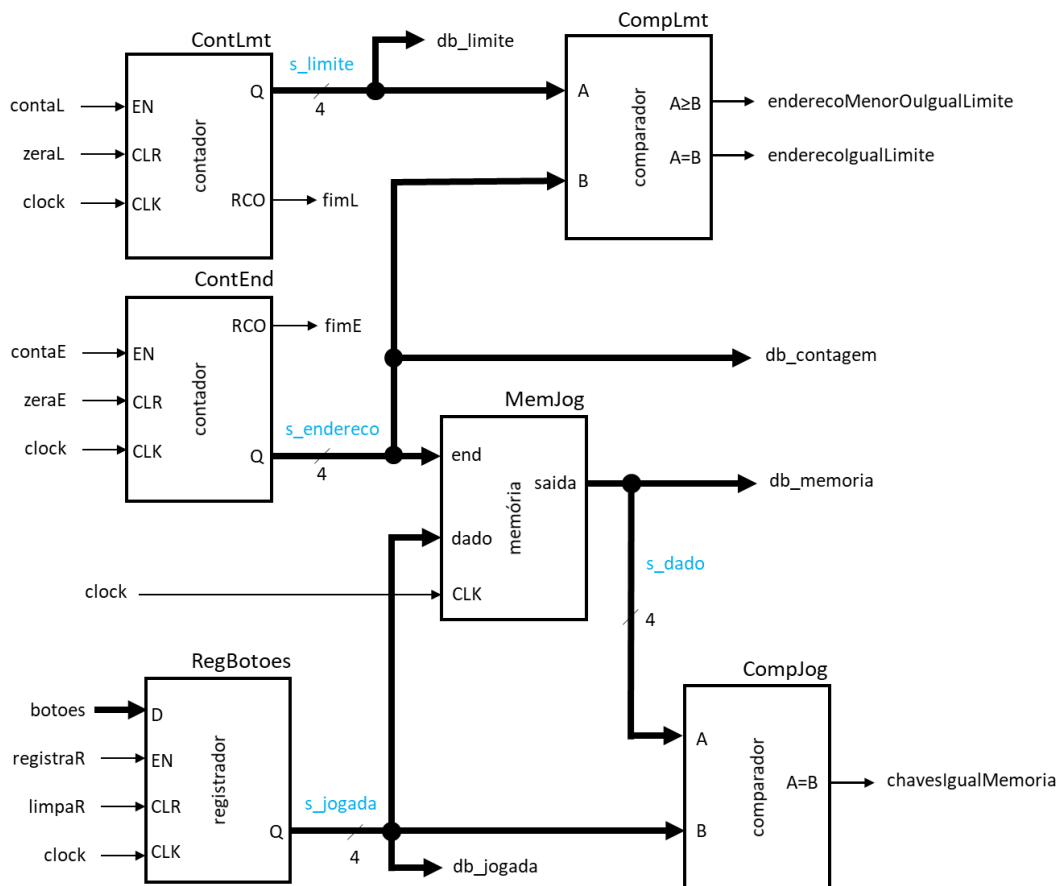 ContLmt
contaL
EN
Q
zeraL
CLR
contador
clock
CLK
RCO
fimL
s_limite
4
db_limite
CompLmt
A
B
comparador
A≥B
enderecoMenorOuIgualLimite
A=B
enderecoIgualLimite
ContEnd
RCO
fimE
contaE
EN
zeraE
CLR
contador
clock
CLK
Q
s_endereco
4
db_contagem
MemJog
end
saida
memória
dado
clock
CLK
db_memoria
s_dado
4
RegBotoes
botoes
D
registraR
EN
registrador
limpaR
CLR
Q
clock
CLK
s_jogada
4
db_jogada
CompJog
A
B
comparador
A=B
chavesIgualMemoria